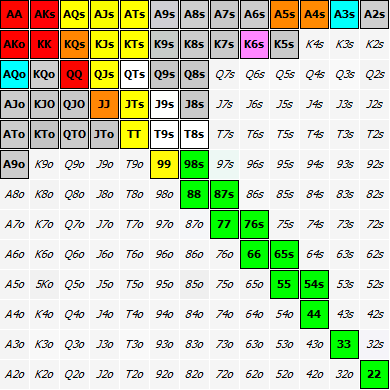 AA AKs AQs AJs ATs A9s A8s A7s A6s A5s A4s A3s A2s
AKo KK KQs KJs KTs K9s K8s K7s K6s K5s K4s K3s K2s
AQo KQo QQ QJs QTs Q9s Q8s Q7s Q6s Q5s Q4s Q3s Q2s
AJo KJO QJO JJ JTs J9s J8s J7s J6s J5s J4s J3s J2s
ATo KTo QTO JTo TT T9s T8s T7s T6s T5s T4s T3s T2s
A9o K9o Q9o J9o T9o 99 98s 97s 96s 95s 94s 93s 92s
A8o K8o Q8o J8o T8o 98o 88 87s 86s 85s 84s 83s 82s
A7o K7o Q7o J7o T7o 97o 87o 77 76s 75s 74s 73s 72s
A6o K6o Q6o J6o T6o 96o 86o 76o 66 65s 64s 63s 62s
A5o 5Ko Q5o J5o T5o 95o 85o 75o 65o 55 54s 53s 52s
A4o K4o Q4o J4o T4o 94o 84o 74o 64o 54o 44 43s 42s
A3o K3o Q3o J3o T3o 93o 83o 73o 63o 53o 43o 33 32s
A2o K2o Q2o J2o T2o 92o 82o 72o 62o 52o 42o 32o 22